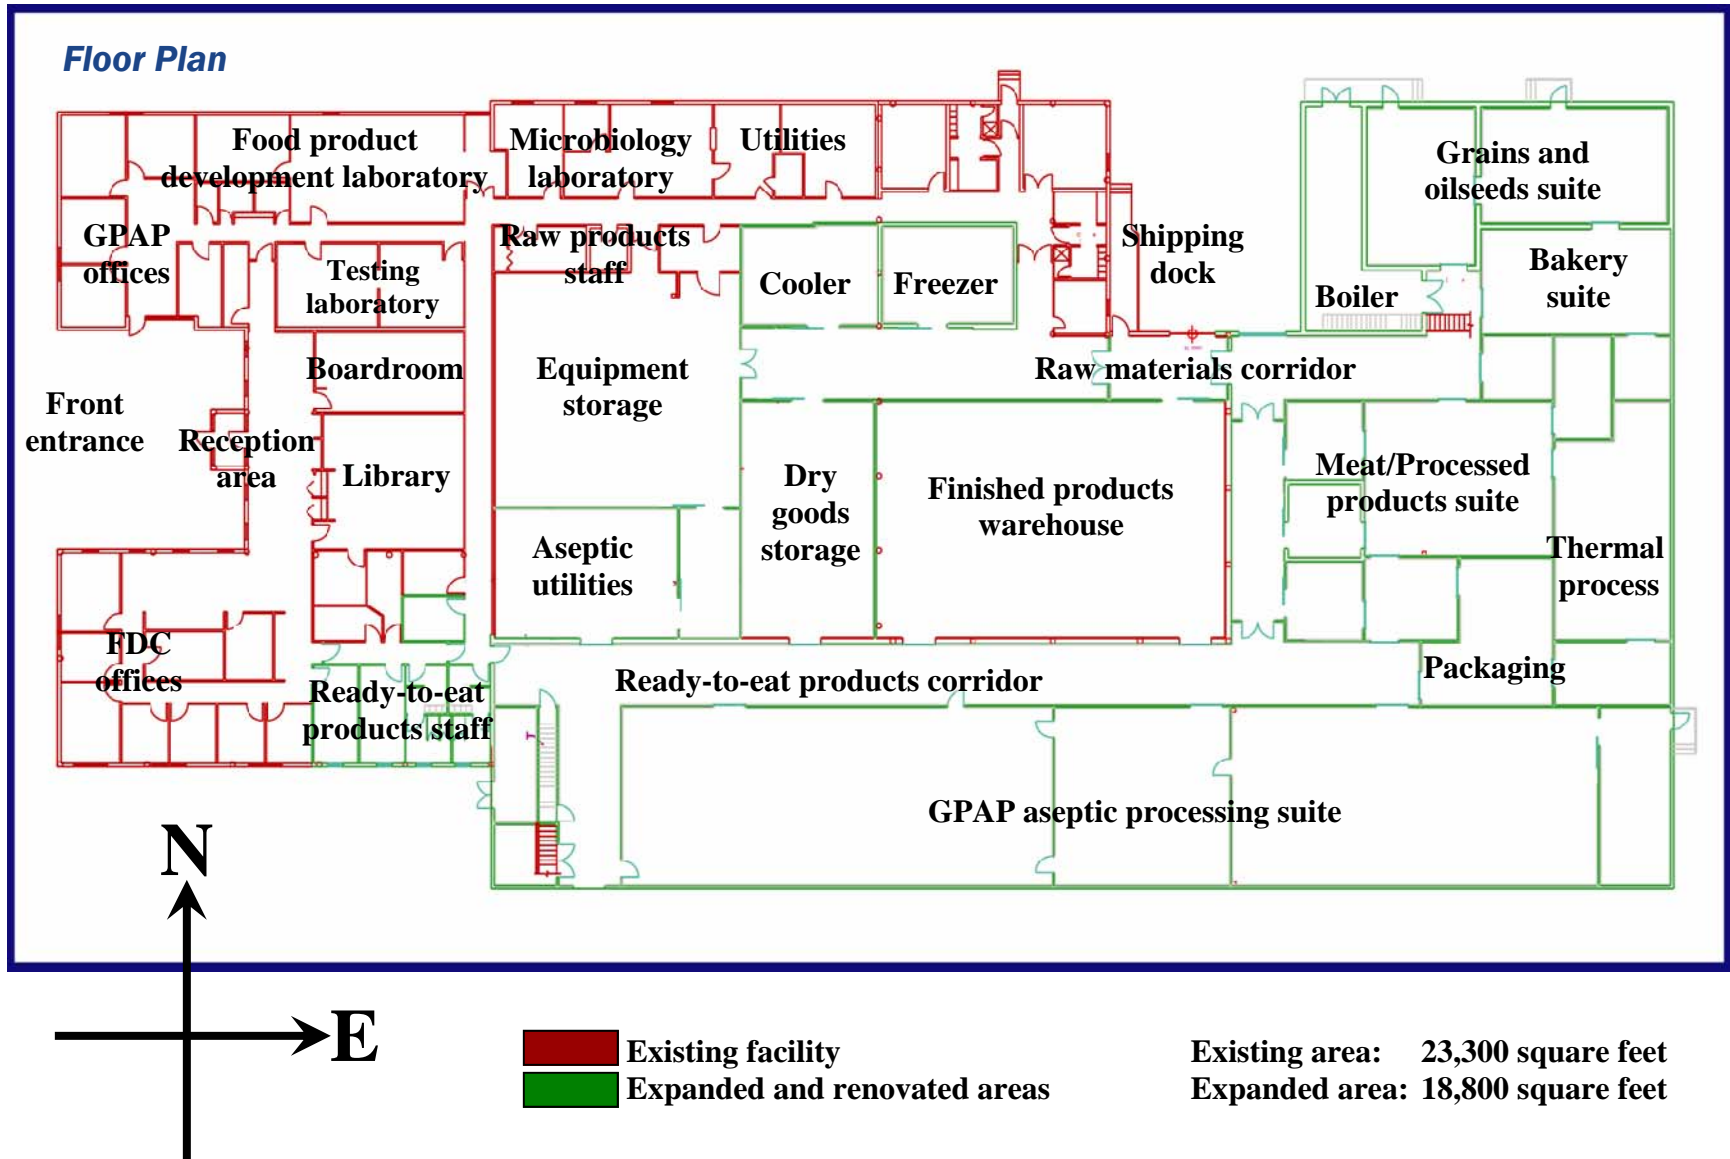 Floor Plan
Food product
development laboratory
Microbiology
laboratory
Utilities
Grains and
oilseeds suite
GPAP
offices
Testing
laboratory
Raw products
staff
Cooler
Freezer
Shipping
dock
Boiler
Bakery
suite
Front
entrance
Reception
area
Boardroom
Library
Equipment
storage
Raw materials corridor
Aseptic
utilities
Dry
goods
storage
Finished products
warehouse
Meat/Processed
products suite
Thermal
process
FDC
offices
Ready-to-eat
products staff
Ready-to-eat products corridor
Packaging
GPAP aseptic processing suite
N
E
Existing facility
Expanded and renovated areas
Existing area: 23,300 square feet
Expanded area: 18,800 square feet